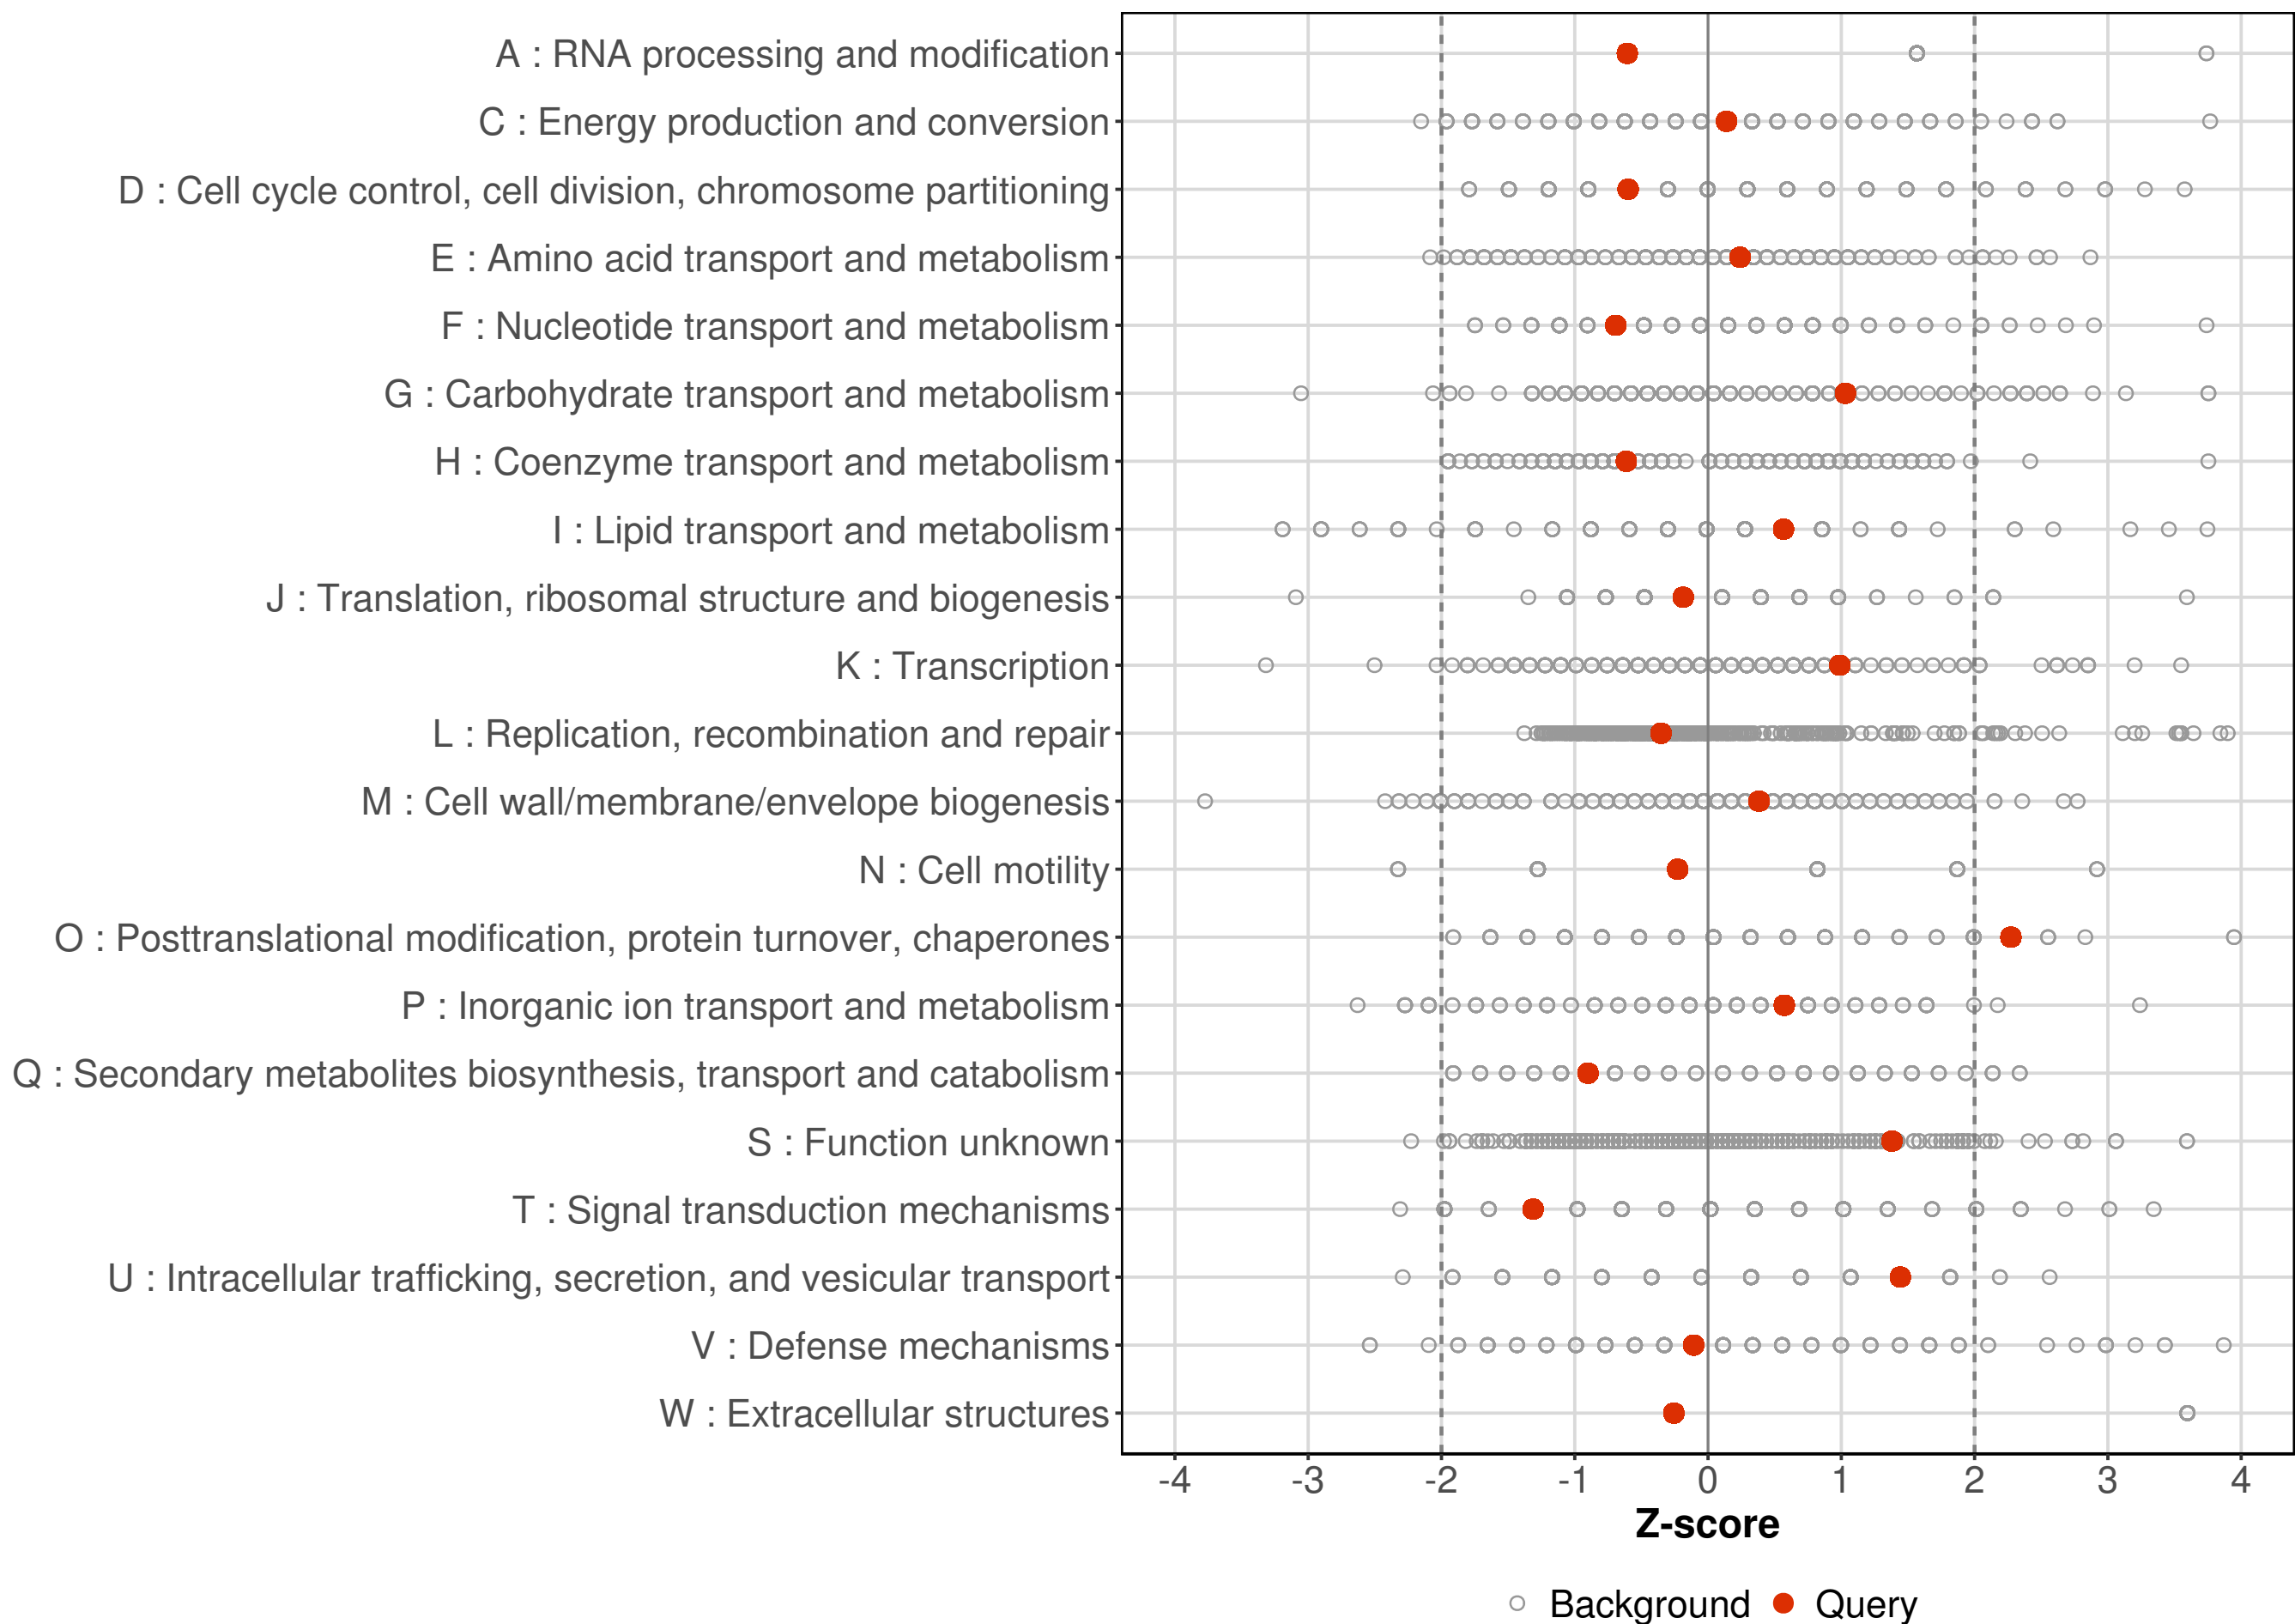 A : RNA processing and modification
C : Energy production and conversion
D : Cell cycle control, cell division, chromosome partitioning
E : Amino acid transport and metabolism
F : Nucleotide transport and metabolism
G : Carbohydrate transport and metabolism
H : Coenzyme transport and metabolism
I : Lipid transport and metabolism
J : Translation, ribosomal structure and biogenesis
K : Transcription
L : Replication, recombination and repair
M : Cell wall/membrane/envelope biogenesis
N : Cell motility
O : Posttranslational modification, protein turnover, chaperones
P : Inorganic ion transport and metabolism
Q : Secondary metabolites biosynthesis, transport and catabolism
S : Function unknown
T : Signal transduction mechanisms
U : Intracellular trafficking, secretion, and vesicular transport
V : Defense mechanisms
W : Extracellular structures
-4 -3 -2 -1 0 1 2 3 4
Z-score
Background Query